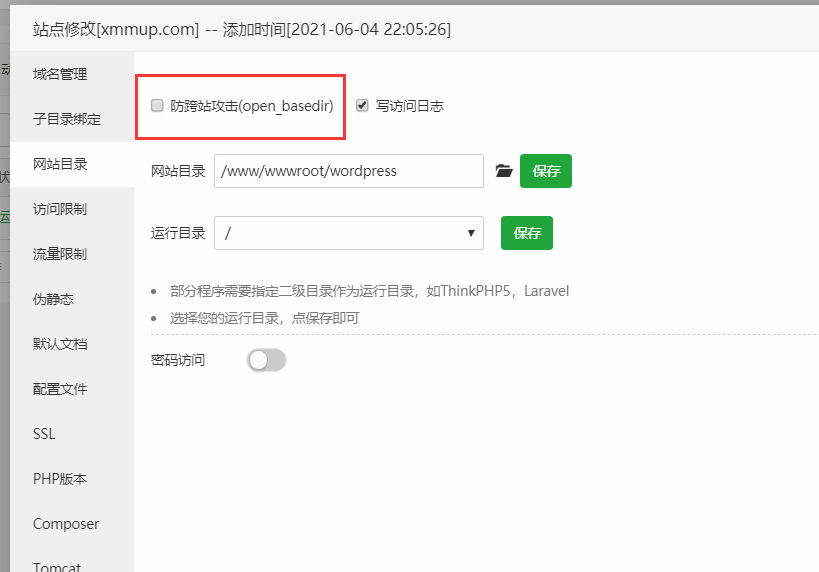 站点修改[xmmup.com] -- 添加时间[2021-06-04 22:05:26]
域名管理
子目录绑定
网站目录
访问限制
流量限制
伪静态
默认文档
配置文件
SSL
PHP版本
Composer
Tomcat
防跨站攻击(open_basedir) 写访问日志
网站目录 /www/wwwroot/wordpress 保存
运行目录 / 保存
部分程序需要指定二级目录作为运行目录，如ThinkPHP5，Laravel
选择您的运行目录，点保存即可
密码访问